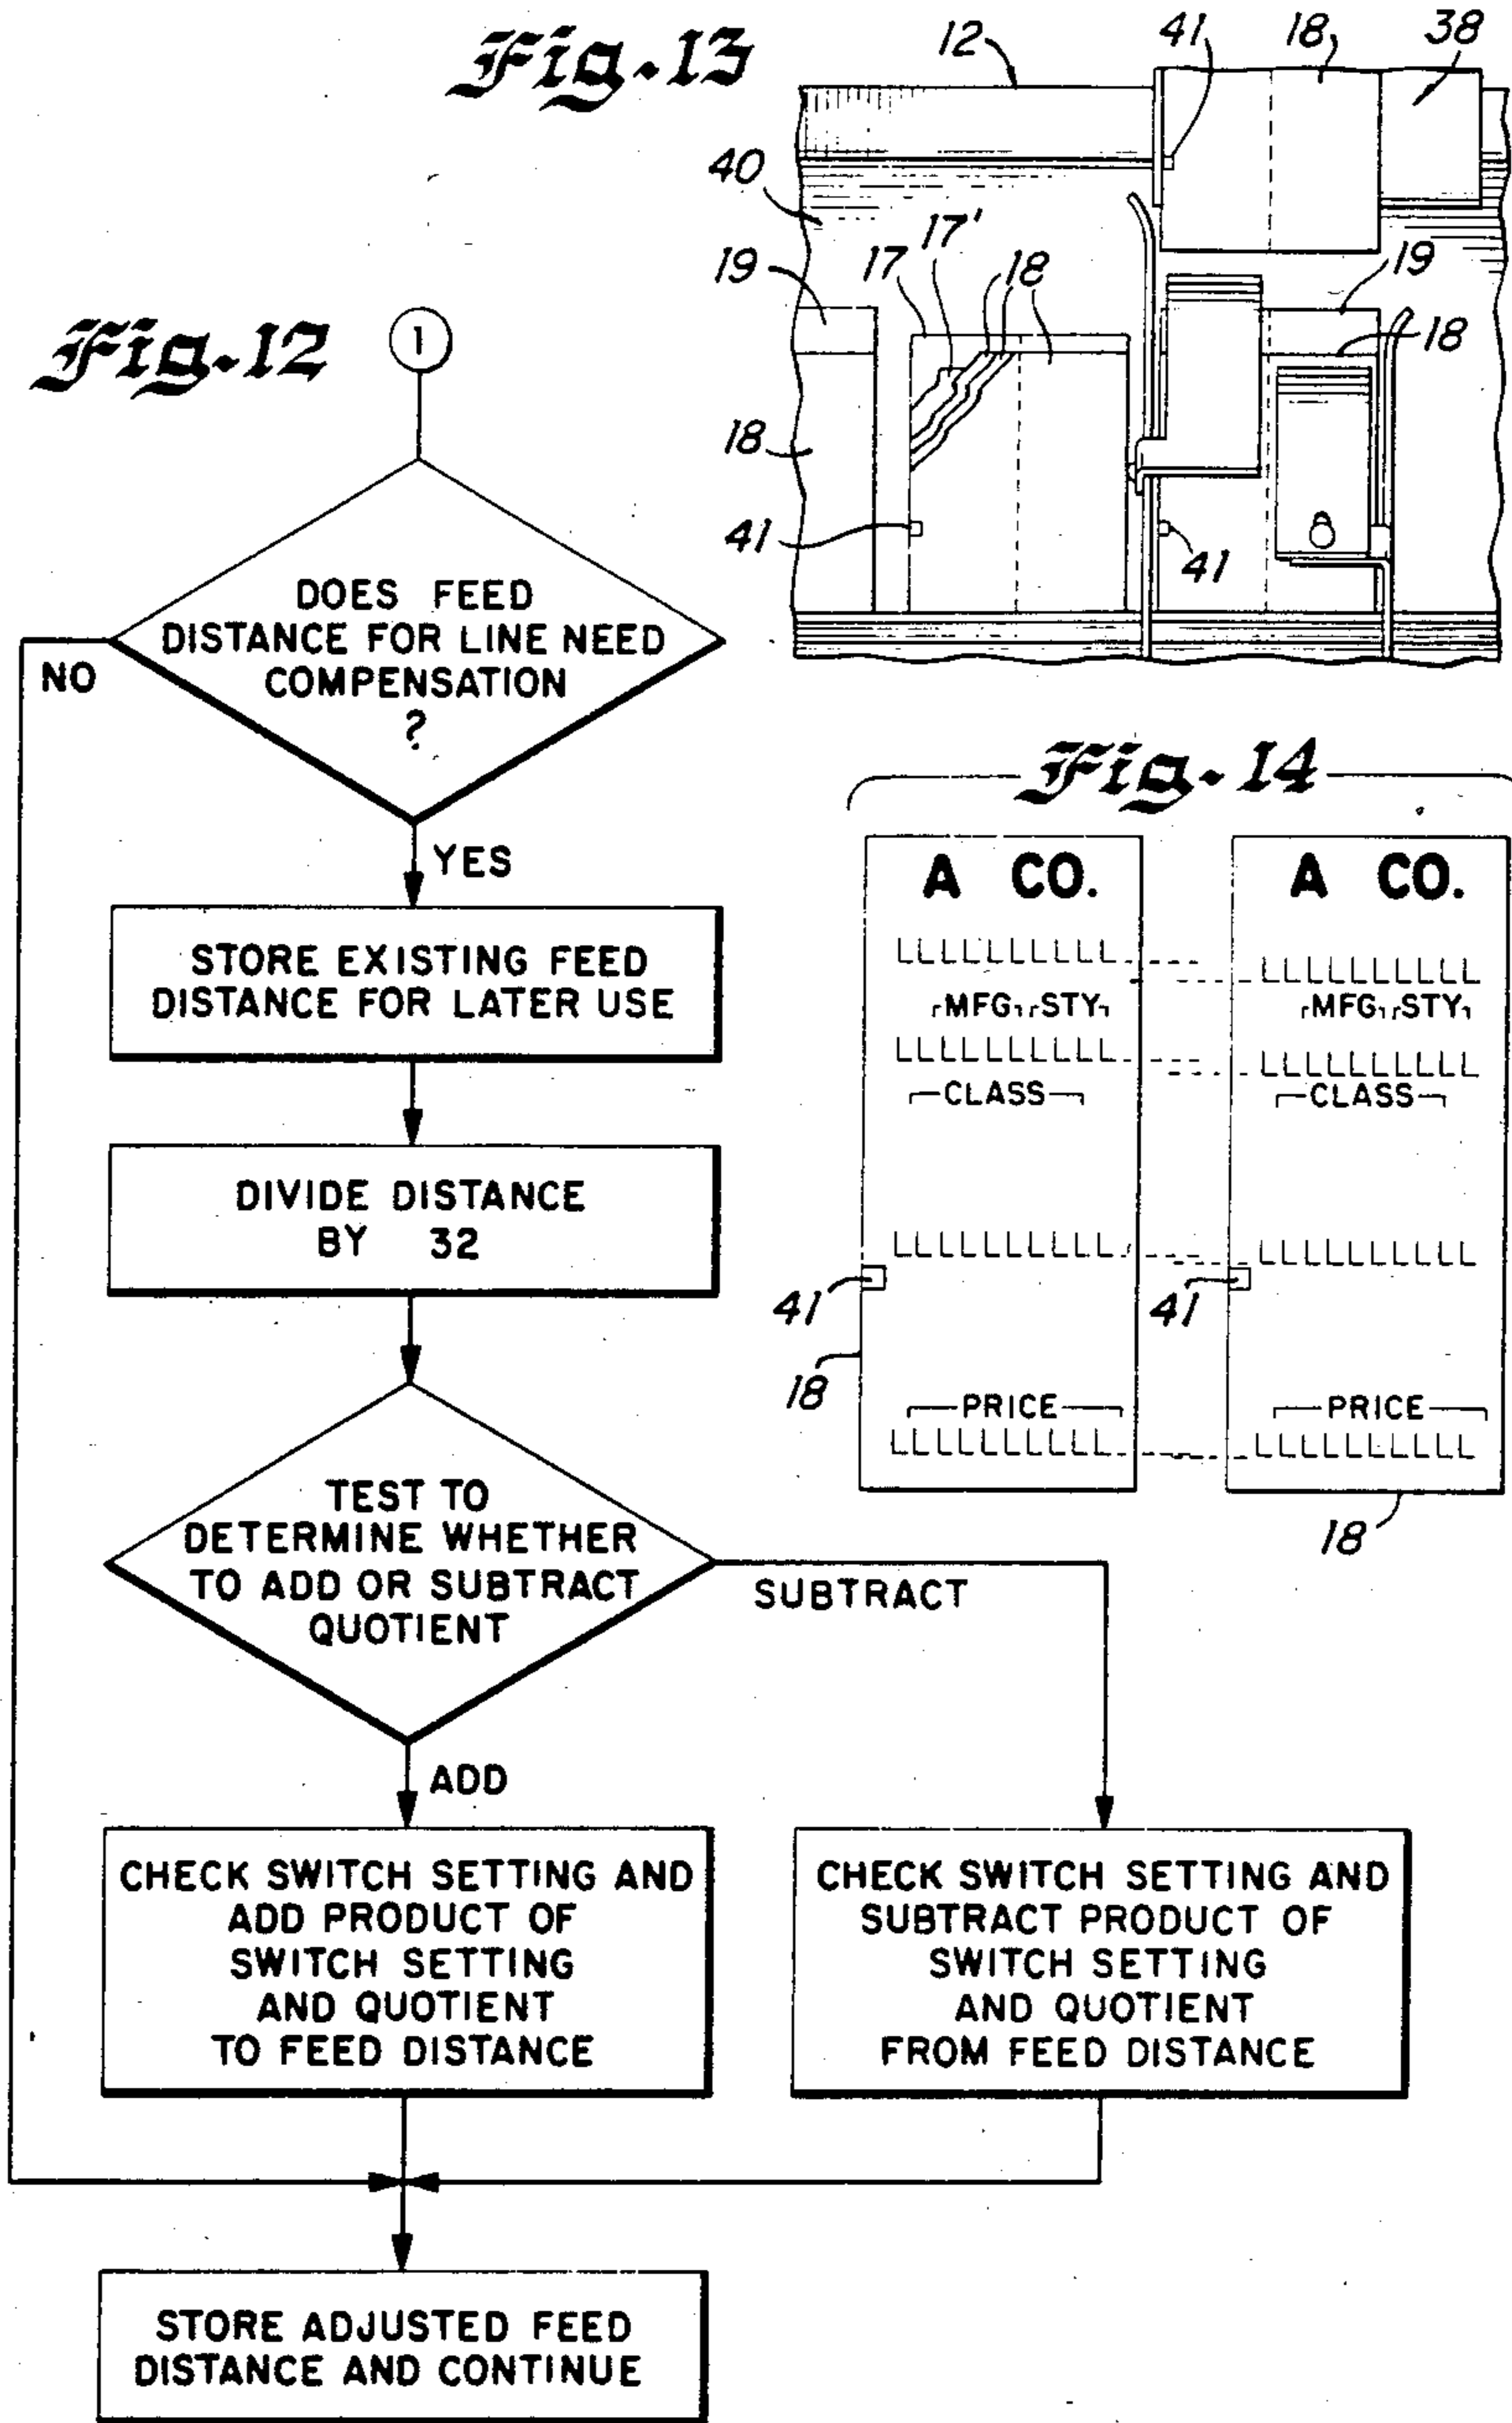 Fig. 13
12
41
18
38
40
17'
19
17
18
19
18
18
41
41
Fig. 12
1
DOES FEED
DISTANCE FOR LINE NEED
COMPENSATION
?
NO
YES
STORE EXISTING FEED
DISTANCE FOR LATER USE
DIVIDE DISTANCE
BY 32
TEST TO
DETERMINE WHETHER
TO ADD OR SUBTRACT
QUOTIENT
SUBTRACT
ADD
CHECK SWITCH SETTING AND
ADD PRODUCT OF
SWITCH SETTING
AND QUOTIENT
TO FEED DISTANCE
CHECK SWITCH SETTING AND
SUBTRACT PRODUCT OF
SWITCH SETTING
AND QUOTIENT
FROM FEED DISTANCE
STORE ADJUSTED FEED
DISTANCE AND CONTINUE
Fig. 14
A CO.
LLLLLLLLLL
MFG STY
LLLLLLLLLL
CLASS
LLLLLLLLLL
41
18
PRICE
LLLLLLLLLL
A CO.
LLLLLLLLLL
MFG STY
LLLLLLLLLL
CLASS
LLLLLLLLLL
41
PRICE
LLLLLLLLLL
18